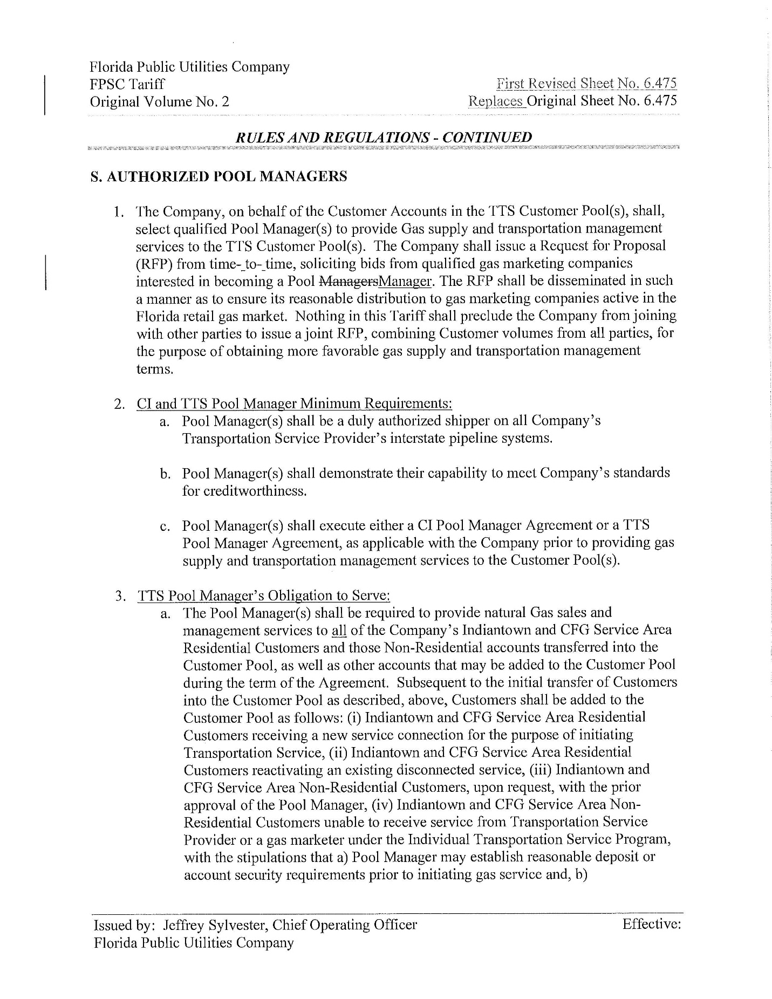 Florida Public Utilities Company
FPSC Tariff
First Revised Sheet No. 6.475
Original Volume No. 2
Replaces Original Sheet No. 6.475
RULES AND REGULATIONS - CONTINUED
S. AUTHORIZED POOL MANAGERS
1. The Company, on behalf of the Customer Accounts in the TTS Customer Pool(s), shall,
select qualified Pool Manager(s) to provide Gas supply and transportation management
services to the TTS Customer Pool(s). The Company shall issue a Request for Proposal
(RFP) from time- to- time, soliciting bids from qualified gas marketing companies
interested in becoming a Pool ManagersManager. The RFP shall be disseminated in such
a manner as to ensure its reasonable distribution to gas marketing companies active in the
Florida retail gas market. Nothing in this Tariff shall preclude the Company from joining
with other parties to issue a joint RFP, combining Customer volumes from all parties, for
the purpose of obtaining more favorable gas supply and transportation management
terms.
2. CI and TTS Pool Manager Minimum Requirements:
a. Pool Manager(s) shall be a duly authorized shipper on all Company's
Transportation Service Provider's interstate pipeline systems.
b. Pool Manager(s) shall demonstrate their capability to meet Company's standards
for creditworthiness.
c. Pool Manager(s) shall execute either a CI Pool Manager Agreement or a TTS
Pool Manager Agreement, as applicable with the Company prior to providing gas
supply and transportation management services to the Customer Pool(s).
3. TTS Pool Manager's Obligation to Serve:
a. The Pool Manager(s) shall be required to provide natural Gas sales and
management services to all of the Company's Indiantown and CFG Service Area
Residential Customers and those Non-Residential accounts transferred into the
Customer Pool, as well as other accounts that may be added to the Customer Pool
during the term of the Agreement. Subsequent to the initial transfer of Customers
into the Customer Pool as described, above, Customers shall be added to the
Customer Pool as follows: (i) Indiantown and CFG Service Area Residential
Customers receiving a new service connection for the purpose of initiating
Transportation Service, (ii) Indiantown and CFG Service Area Residential
Customers reactivating an existing disconnected service, (iii) Indiantown and
CFG Service Area Non-Residential Customers, upon request, with the prior
approval of the Pool Manager, (iv) Indiantown and CFG Service Area Non-
Residential Customers unable to receive service from Transportation Service
Provider or a gas marketer under the Individual Transportation Service Program,
with the stipulations that a) Pool Manager may establish reasonable deposit or
account security requirements prior to initiating gas service and, b)
Issued by: Jeffrey Sylvester, Chief Operating Officer
Effective:
Florida Public Utilities Company